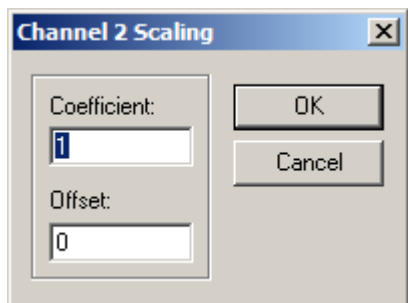 Channel 2 Scaling
Coefficient:
1
Offset:
0
OK
Cancel